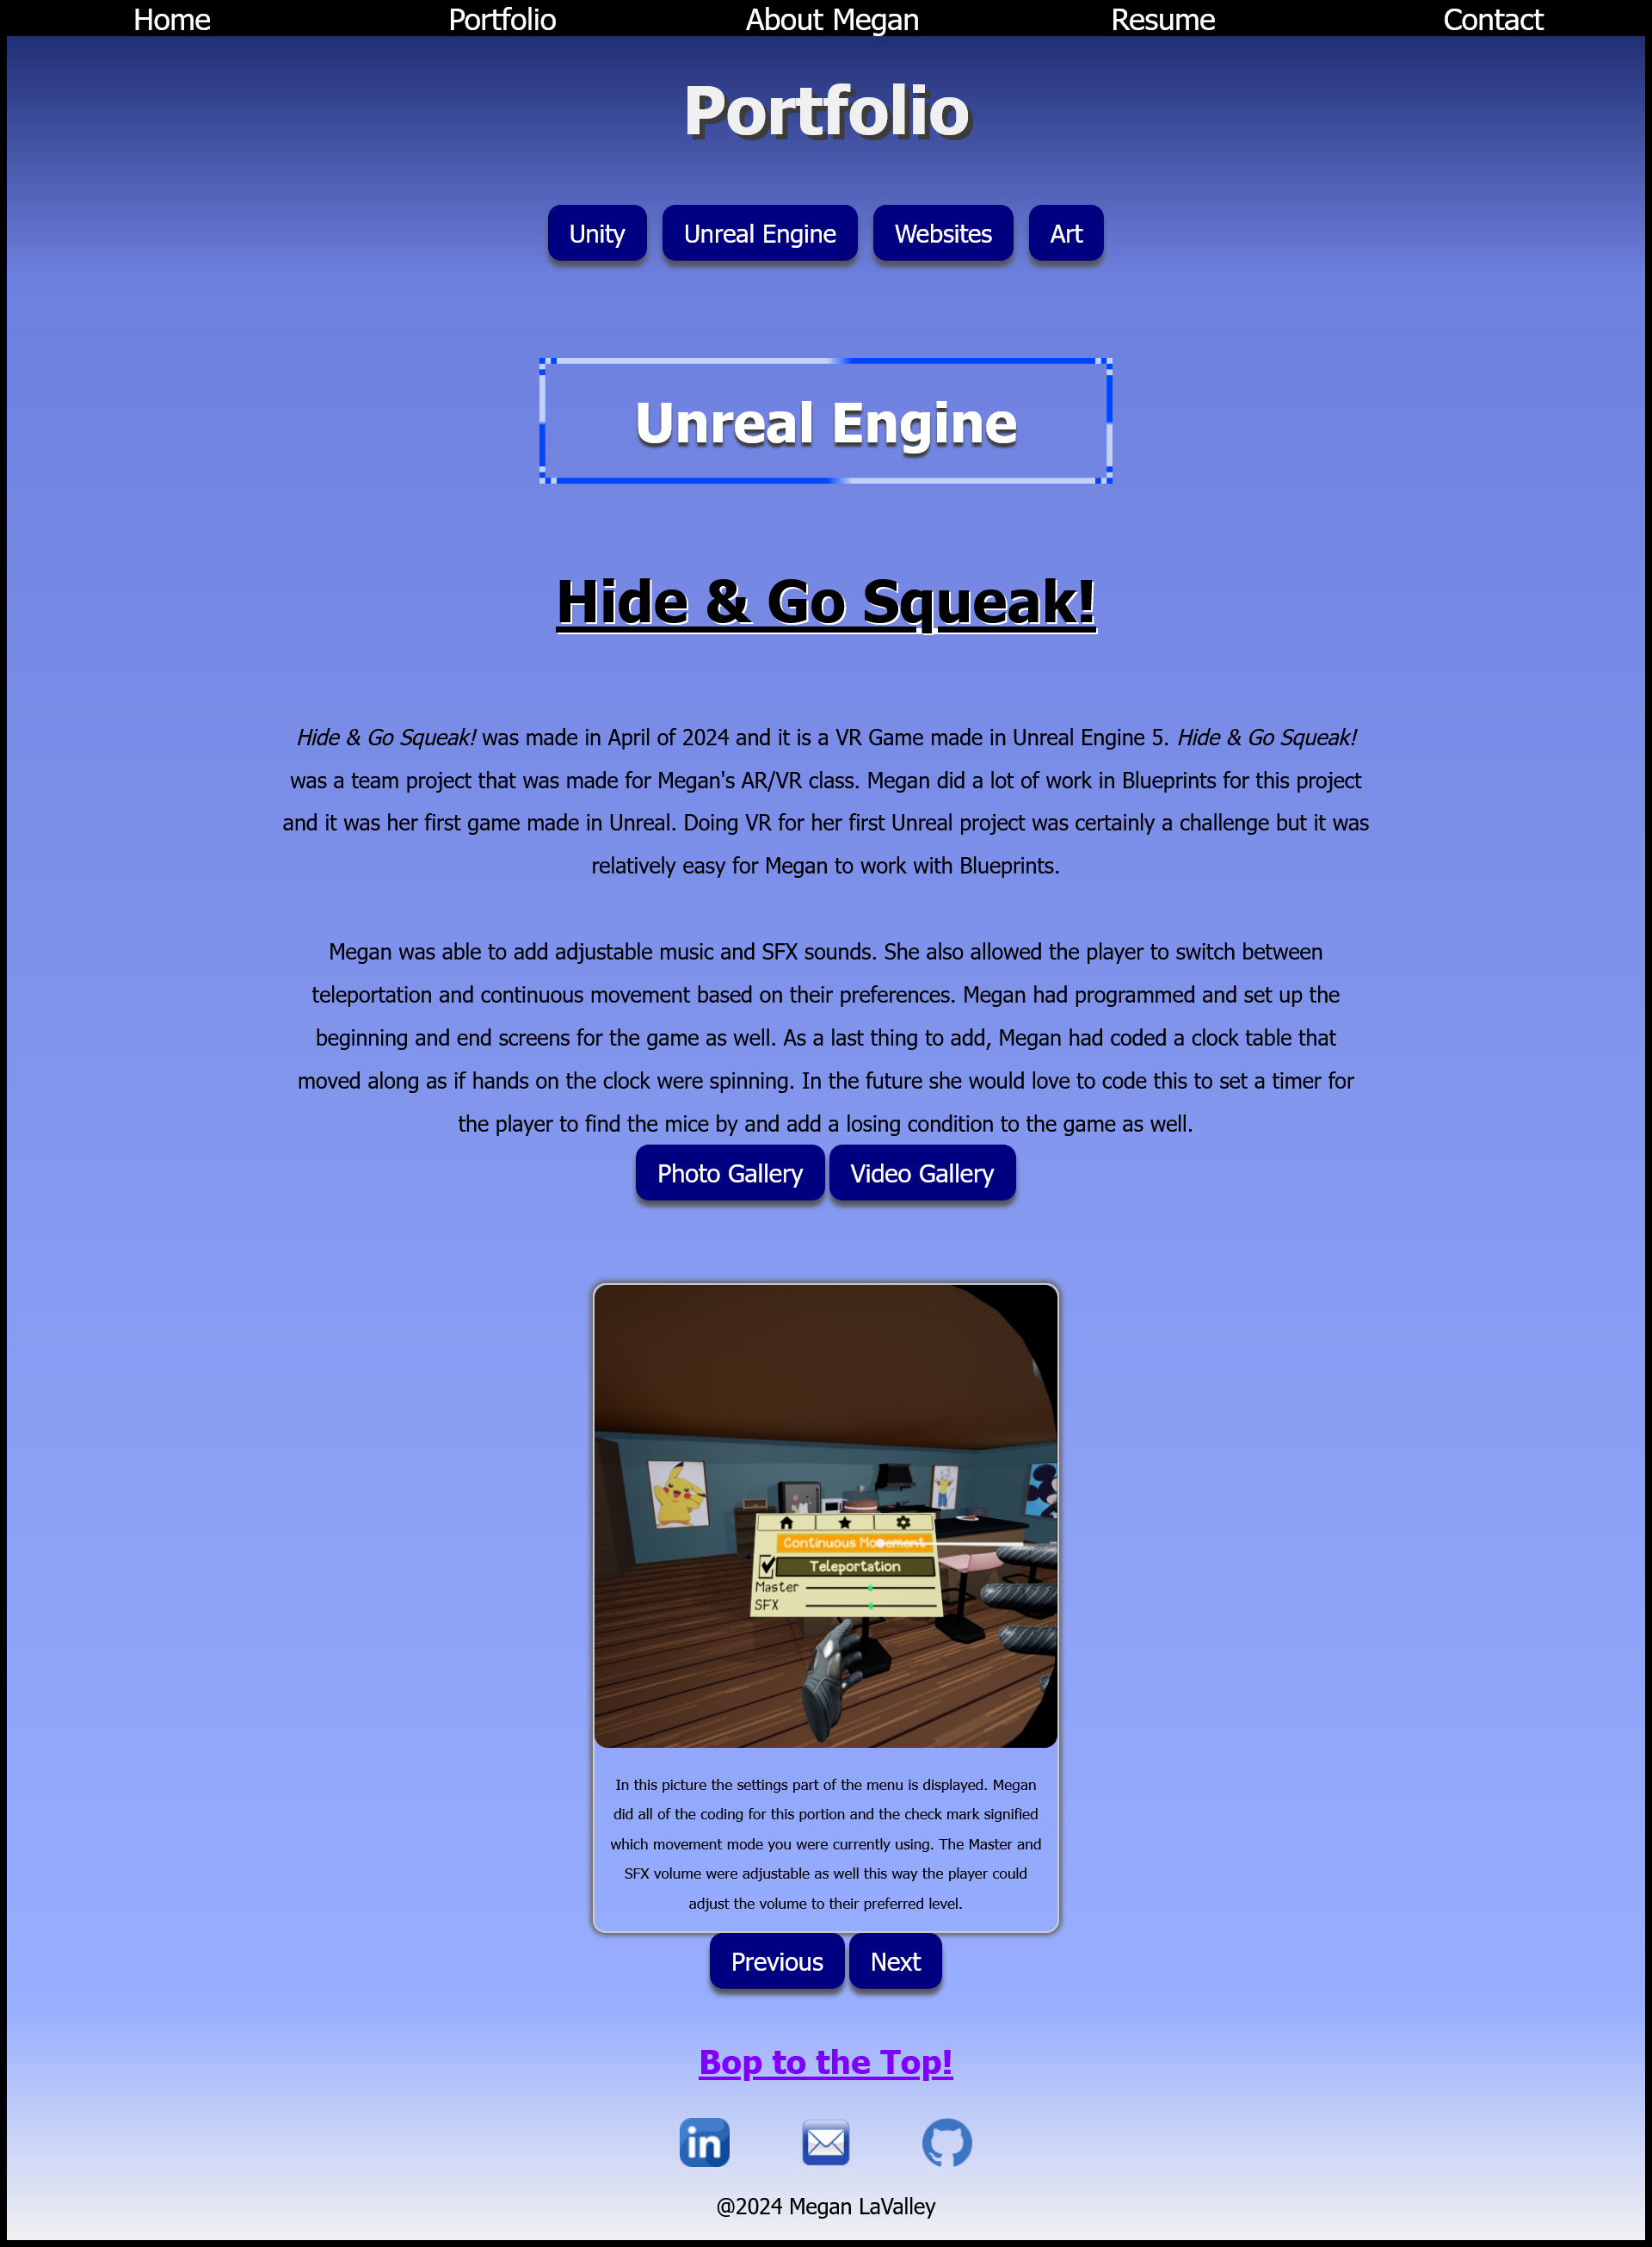 Home Portfolio About Megan Resume Contact
Portfolio
Unity Unreal Engine Websites Art
Unreal Engine
Hide & Go Squeak!
Hide & Go Squeak! was made in April of 2024 and it is a VR Game made in Unreal Engine 5. Hide & Go Squeak!
was a team project that was made for Megan's AR/VR class. Megan did a lot of work in Blueprints for this project
and it was her first game made in Unreal. Doing VR for her first Unreal project was certainly a challenge but it was
relatively easy for Megan to work with Blueprints.
Megan was able to add adjustable music and SFX sounds. She also allowed the player to switch between
teleportation and continuous movement based on their preferences. Megan had programmed and set up the
beginning and end screens for the game as well. As a last thing to add, Megan had coded a clock table that
moved along as if hands on the clock were spinning. In the future she would love to code this to set a timer for
the player to find the mice by and add a losing condition to the game as well.
Photo Gallery Video Gallery
Continuous Movement
Teleportation
Master
SFX
In this picture the settings part of the menu is displayed. Megan
did all of the coding for this portion and the check mark signified
which movement mode you were currently using. The Master and
SFX volume were adjustable as well this way the player could
adjust the volume to their preferred level.
Previous Next
Bop to the Top!
in
@2024 Megan LaValley